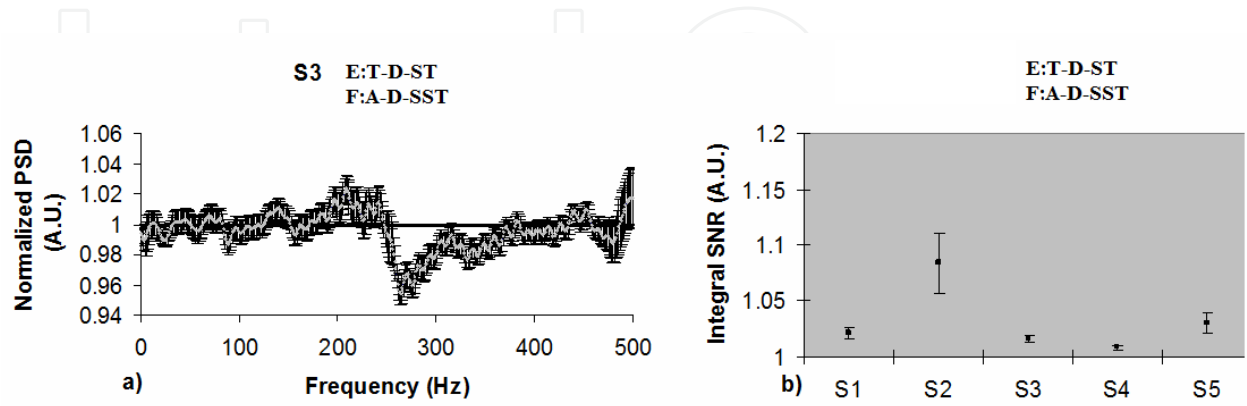 S3 E:T-D-ST
F:A-D-SST
Normalized PSD
(A.U.)
1.06
1.04
1.02
1
0.98
0.96
0.94
0
100
200
300
400
500
a)
Frequency (Hz)
E:T-D-ST
F:A-D-SST
Integral SNR (A.U.)
1.2
1.15
1.1
1.05
1
b)
S1
S2
S3
S4
S5